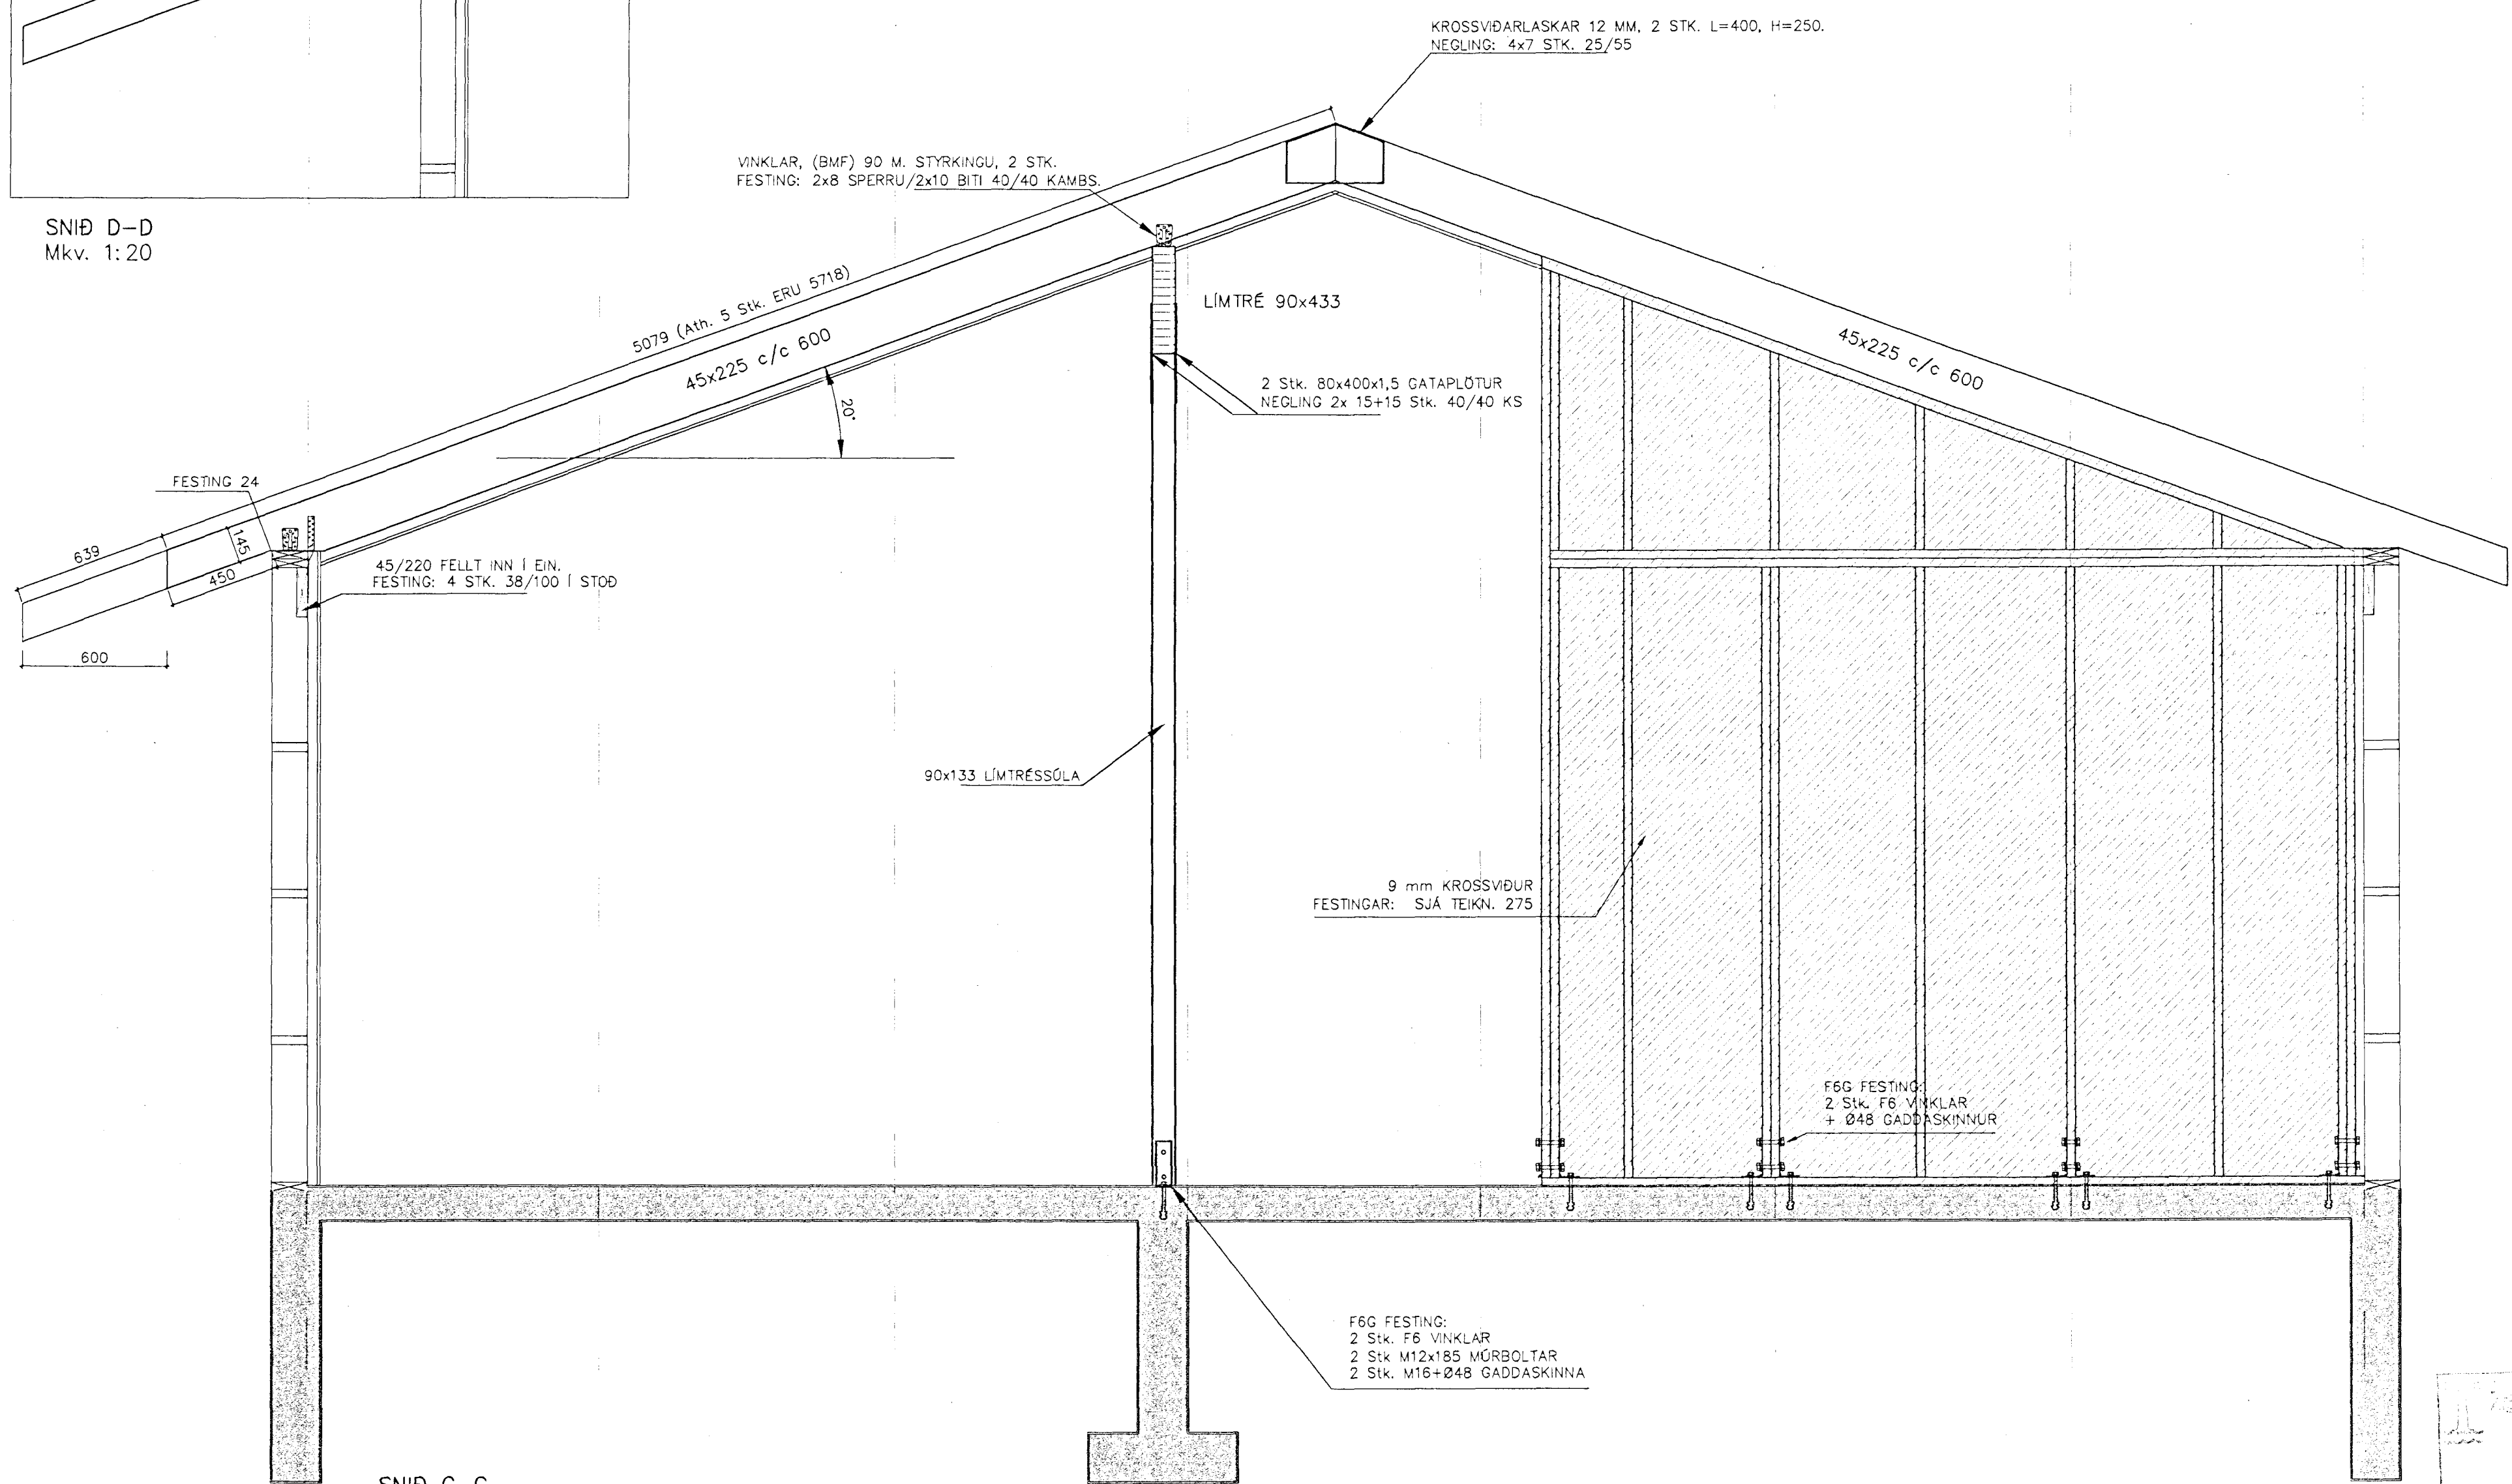 KROSSVIÐARLASKAR 12 MM, 2 STK. L=400, H=250.
NEGLING: 4x7 STK. 25/55
VINKLAR, (BMF) 90 M. STYRKINGU, 2 STK.
FESTING: 2x8 SPERRU/2x10 BITI 40/40 KAMBS.
SNIÐ D-D
Mkv. 1:20
5079 (Ath. 5 Stk. ERU 5718)
45x225 c/c 600
20°
LÍMTRÉ 90x433
45x225 c/c 600
2 Stk. 80x400x1,5 GATAPLÖTUR
NEGLING 2x 15+15 Stk. 40/40 KS
FESTING 24
639
145
450
600
45/220 FELLT INN Í EIN.
FESTING: 4 STK. 38/100 Í STOÐ
90x133 LÍMTRÉSSÚLA
9 mm KROSSVIÐUR
FESTINGAR: SJÁ TEIKN. 275
F6G FESTING:
2 Stk. F6 VINKLAR
+ Ø48 GADDASKINNUR
F6G FESTING:
2 Stk. F6 VINKLAR
2 Stk M12x185 MÚRBOLTAR
2 Stk. M16+Ø48 GADDASKINNA